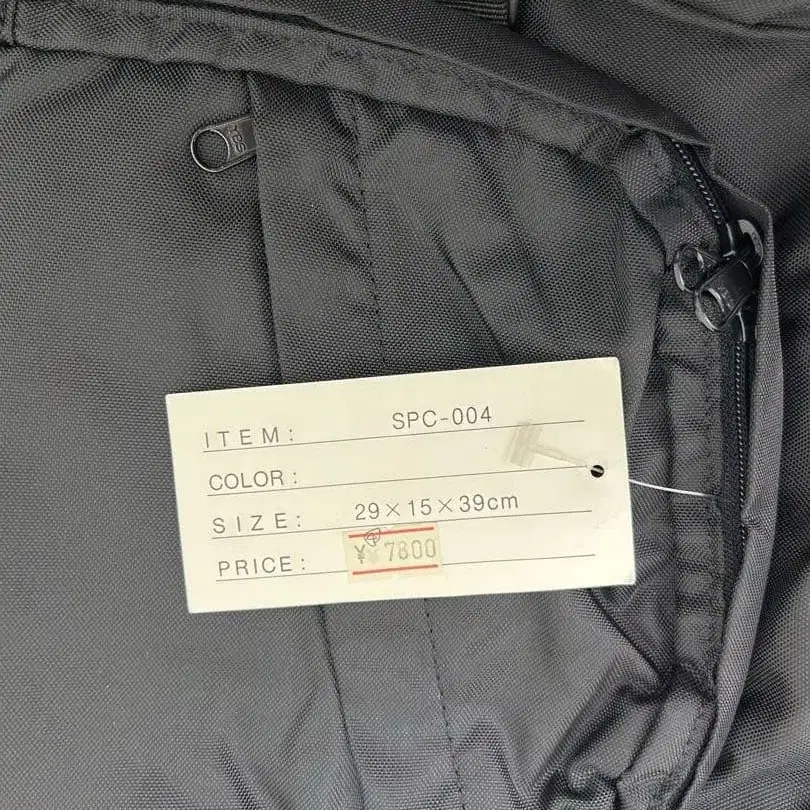 ITEM: SPC-004
COLOR:
SIZE: 29×15×39cm
PRICE: ¥ 7800